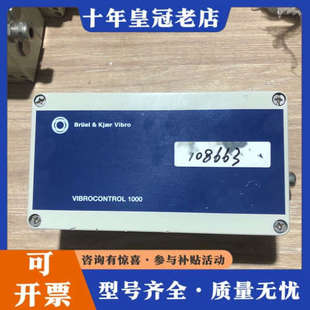 十年皇冠老店
Brüel & Kjær Vibro
108663
VIBROCONTROL 1000
可
开票
咨询有惊喜·参与补贴活动
型号齐全·质量无忧